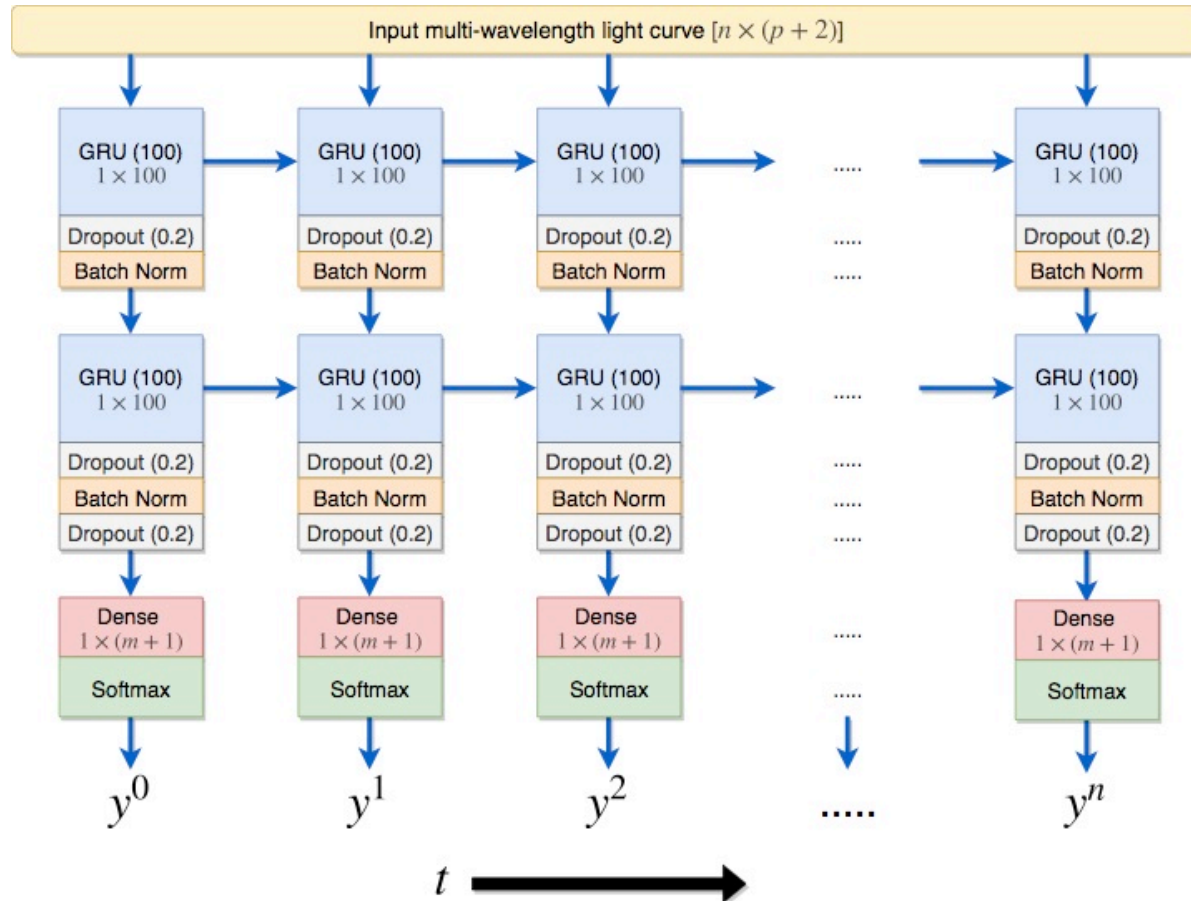 Input multi-wavelength light curve [n × (p + 2)]
GRU (100) GRU (100) GRU (100) GRU (100)
1 × 100 1 × 100 1 × 100 ..... 1 × 100
Dropout (0.2) Dropout (0.2) Dropout (0.2) ..... Dropout (0.2)
Batch Norm Batch Norm Batch Norm ..... Batch Norm
GRU (100) GRU (100) GRU (100) GRU (100)
1 × 100 1 × 100 1 × 100 ..... 1 × 100
Dropout (0.2) Dropout (0.2) Dropout (0.2) ..... Dropout (0.2)
Batch Norm Batch Norm Batch Norm ..... Batch Norm
Dropout (0.2) Dropout (0.2) Dropout (0.2) ..... Dropout (0.2)
Dense Dense Dense Dense
1 × (m + 1) 1 × (m + 1) 1 × (m + 1) ..... 1 × (m + 1)
Softmax Softmax Softmax ..... Softmax
y⁰ y¹ y² ..... yⁿ
t